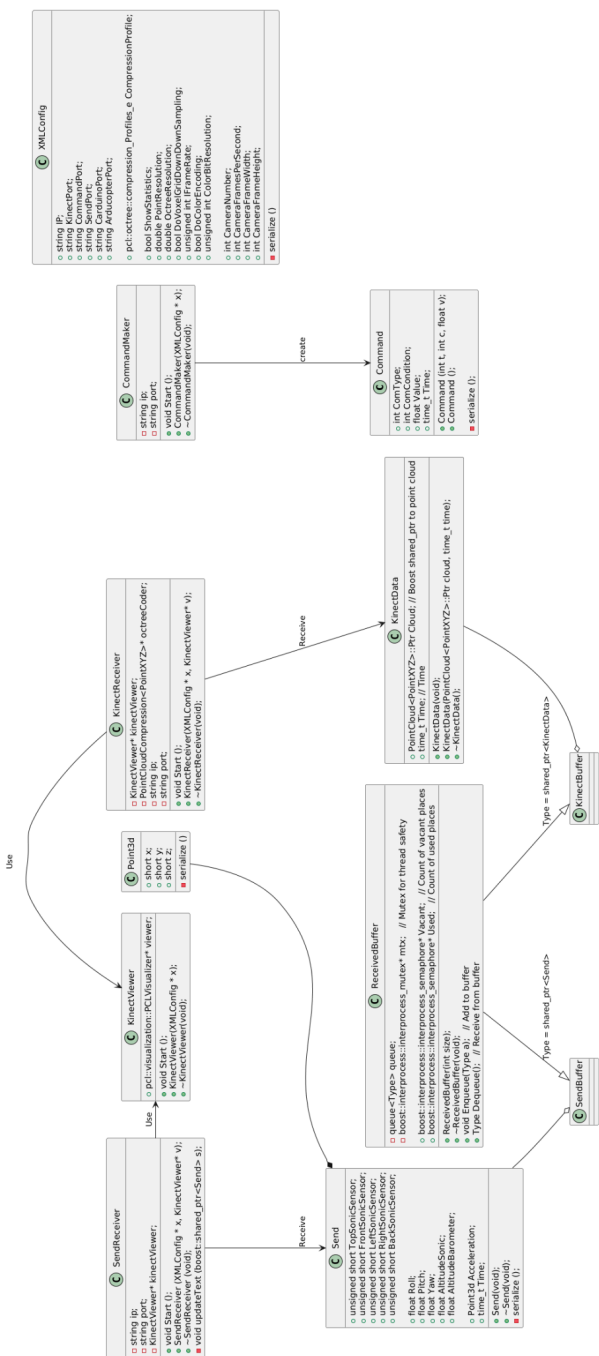 SendReceiver
string ip;
string port;
KinectViewer* kinectViewer;
void Start ();
SendReceiver (XMLConfig * x, KinectViewer* v);
~SendReceiver (void);
void updateText (boost::shared_ptr<Send> s);
Use
KinectViewer
pcl::visualization::PCLVisualizer* viewer;
void Start ();
KinectViewer(XMLConfig * x);
~KinectViewer(void);
Use
Point3d
short x;
short y;
short z;
serialize ()
KinectReceiver
KinectViewer* kinectViewer;
PointCloudCompression<PointXYZ>* octreeCoder;
string ip;
string port;
void Start ();
KinectReceiver(XMLConfig * x, KinectViewer* v);
~KinectReceiver(void);
CommandMaker
string ip;
string port;
void Start ();
CommandMaker(XMLConfig * x);
~CommandMaker(void);
XMLConfig
string IP;
string KinectPort;
string CommandPort;
string SendPort;
string CarduinoPort;
string ArducopterPort;
pcl::octree::compression_Profiles_e CompressionProfile;
bool ShowStatistics;
double PointResolution;
double OctreeResolution;
bool DoVoxelGridDownDownSampling;
unsigned int IFrameRate;
bool DoColorEncoding;
unsigned int ColorBitResolution;
int CameraNumber;
int CameraFramesPerSecond;
int CameraFrameWidth;
int CameraFrameHeight;
serialize ()
Receive
Receive
create
Send
unsigned short TopSonicSensor;
unsigned short FrontSonicSensor;
unsigned short LeftSonicSensor;
unsigned short RightSonicSensor;
unsigned short BackSonicSensor;
float Roll;
float Pitch;
float Yaw;
float AltitudeSonic;
float AltitudeBarometer;
Point3d Acceleration;
time_t Time;
Send(void);
~Send(void);
serialize ();
ReceivedBuffer
queue<Type> queue;
boost::interprocess::interprocess_mutex* mtx; // Mutex for thread safety
boost::interprocess::interprocess_semaphore* Vacant; // Count of vacant places
boost::interprocess::interprocess_semaphore* Used; // Count of used places
ReceivedBuffer(int size);
~ReceivedBuffer(void);
void Enqueue(Type a); // Add to buffer
Type Dequeue(); // Receive from buffer
KinectData
PointCloud<PointXYZ>::Ptr Cloud; // Boost shared_ptr to point cloud
time_t Time; // Time
KinectData(void);
KinectData(PointCloud<PointXYZ>::Ptr cloud, time_t time);
~KinectData();
Command
int ComType;
int ComCondition;
float Value;
time_t Time;
Command (int t, int c, float v);
Command ();
serialize ();
Type = shared_ptr<Send>
Type = shared_ptr<KinectData>
SendBuffer
KinectBuffer